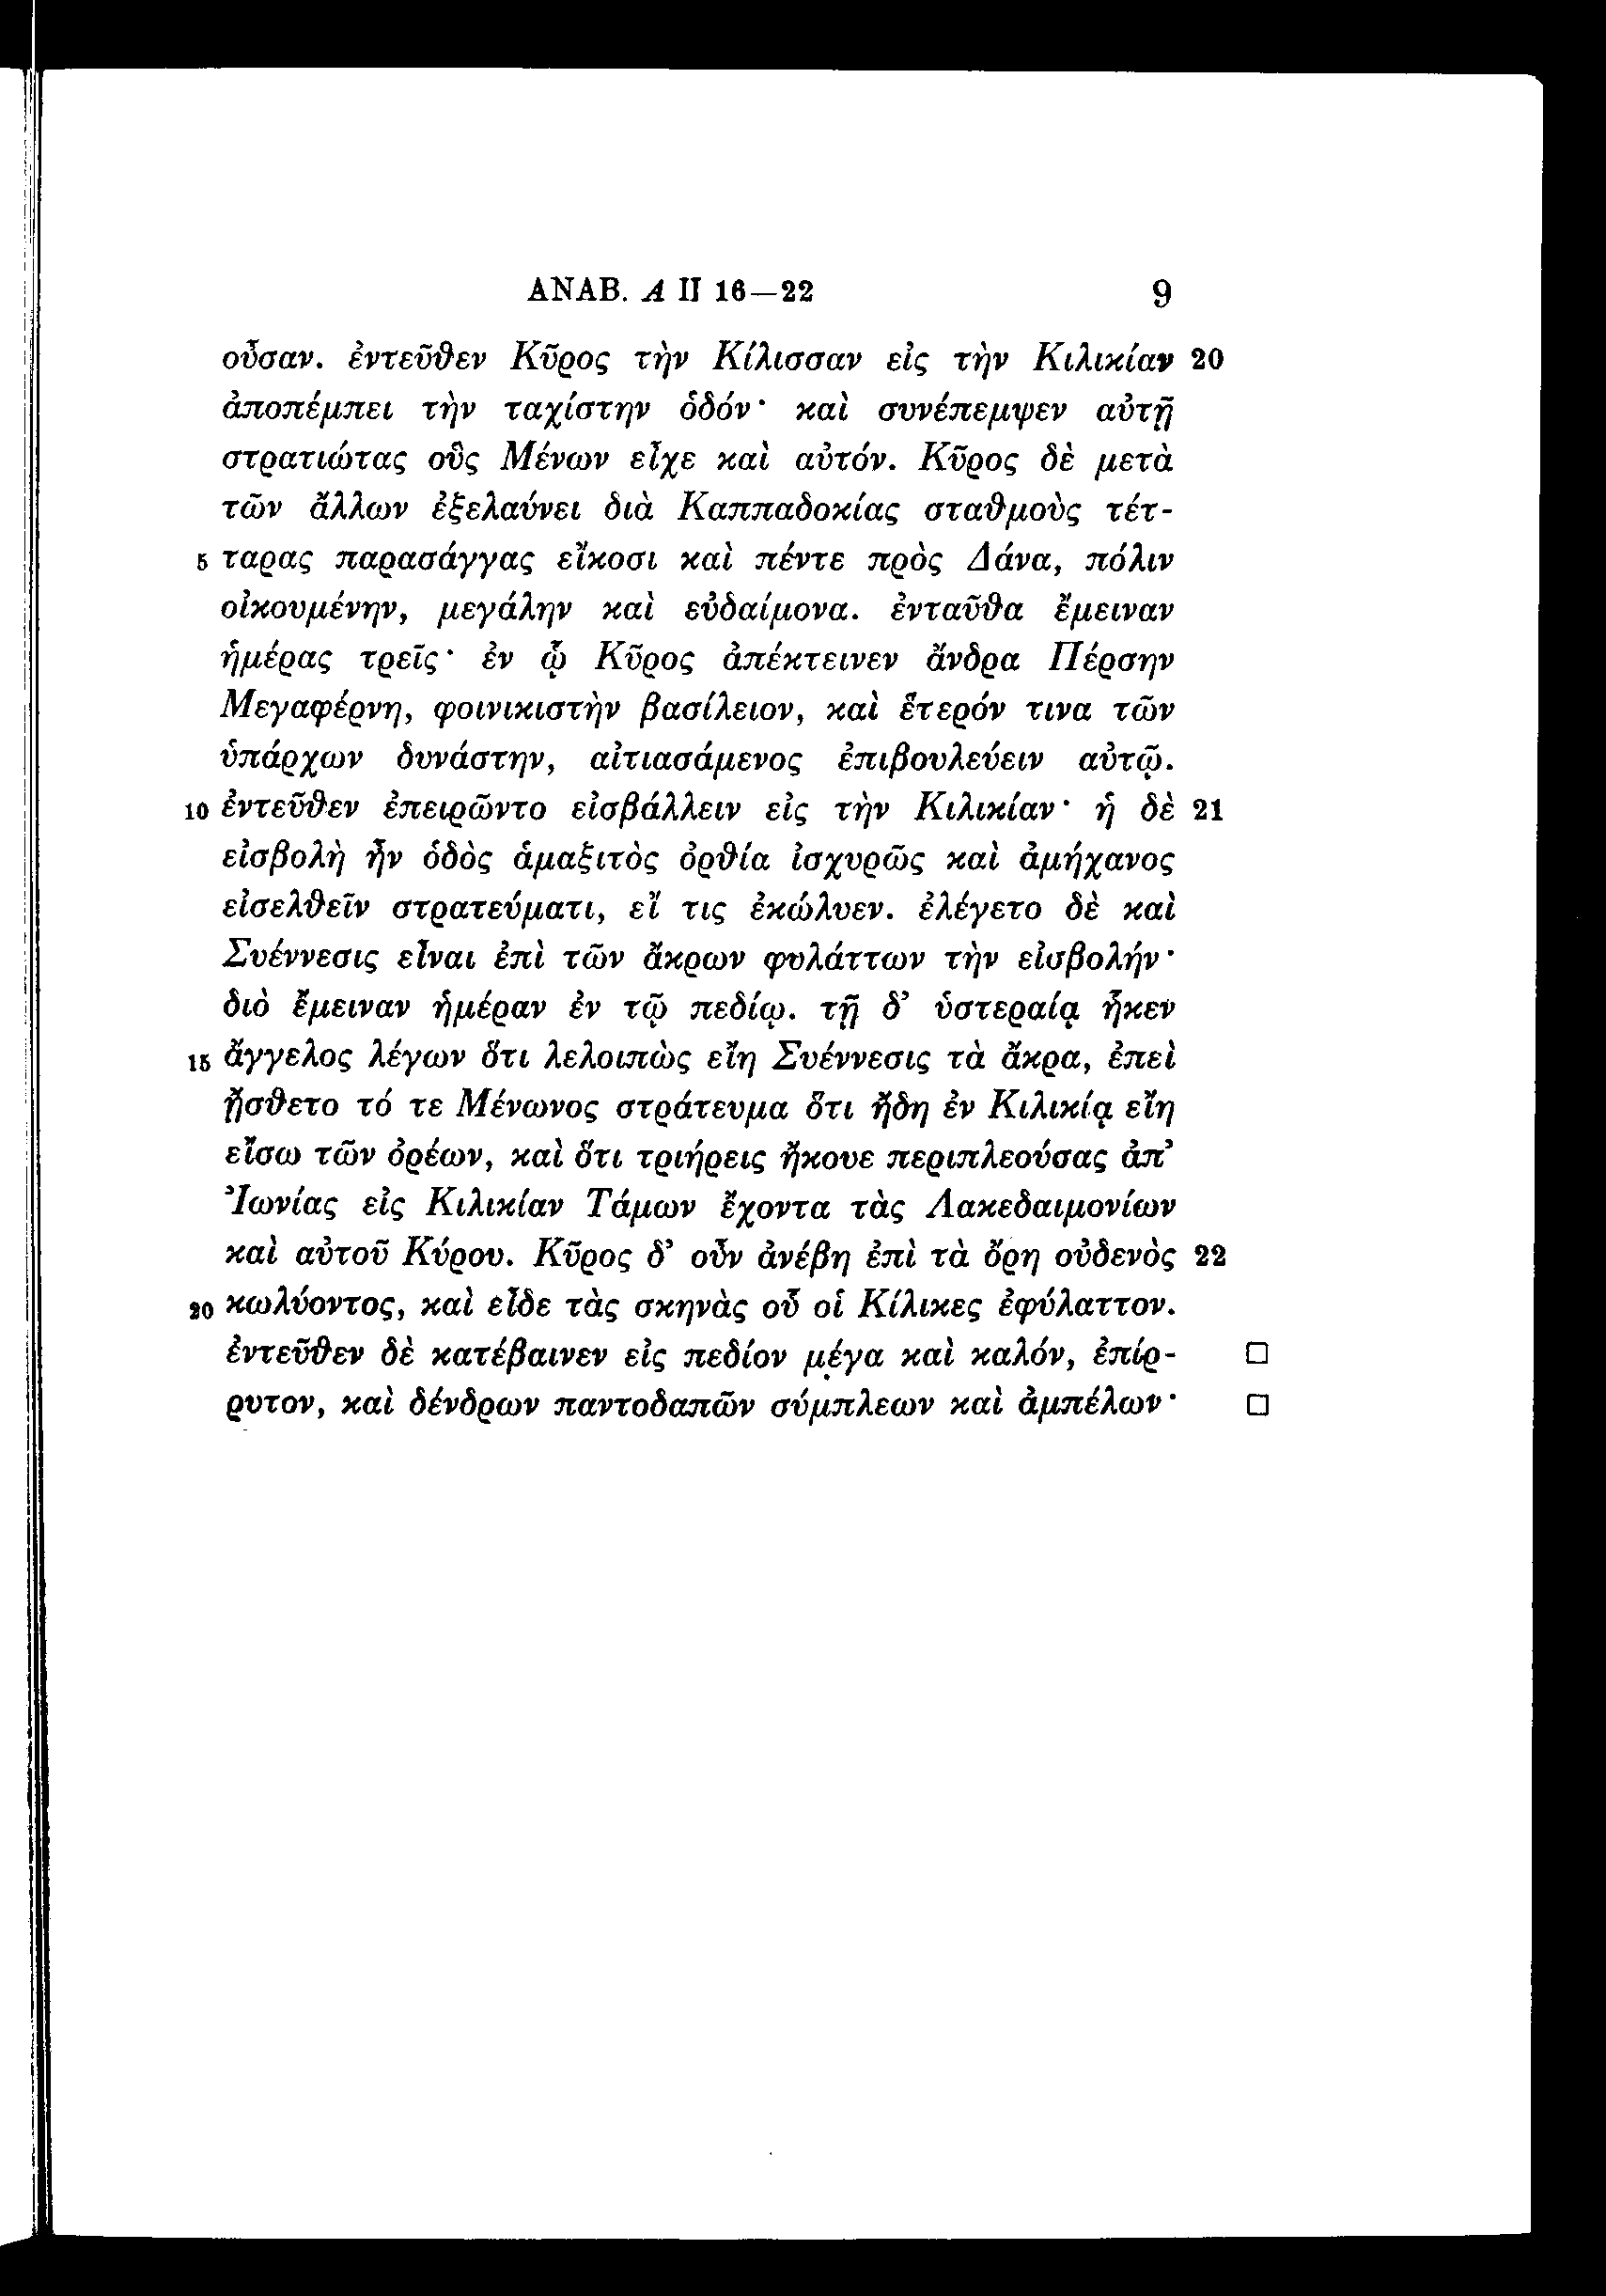 ΑΝΑΒ. Α ΙΙ 16—22 9
οὖσαν. ἐντεῦθεν Κῦρος τὴν Κίλισσαν εἰς τὴν Κιλικίαν 20
ἀποπέμπει τὴν ταχίστην ὁδόν· καὶ συνέπεμψεν αὐτῇ
στρατιώτας οὓς Μένων εἶχε καὶ αὐτόν. Κῦρος δὲ μετὰ
τῶν ἄλλων ἐξελαύνει διὰ Καππαδοκίας σταθμοὺς τέτ-
5 ταρας παρασάγγας εἴκοσι καὶ πέντε πρὸς Δάνα, πόλιν
οἰκουμένην, μεγάλην καὶ εὐδαίμονα. ἐνταῦθα ἔμειναν
ἡμέρας τρεῖς· ἐν ᾧ Κῦρος ἀπέκτεινεν ἄνδρα Πέρσην
Μεγαφέρνη, φοινικιστὴν βασίλειον, καὶ ἕτερόν τινα τῶν
ὑπάρχων δυνάστην, αἰτιασάμενος ἐπιβουλεύειν αὐτῷ.
10 ἐντεῦθεν ἐπειρῶντο εἰσβάλλειν εἰς τὴν Κιλικίαν· ἡ δὲ 21
εἰσβολὴ ἦν ὁδὸς ἁμαξιτὸς ὀρθία ἰσχυρῶς καὶ ἀμήχανος
εἰσελθεῖν στρατεύματι, εἴ τις ἐκώλυεν. ἐλέγετο δὲ καὶ
Συέννεσις εἶναι ἐπὶ τῶν ἄκρων φυλάττων τὴν εἰσβολήν·
διὸ ἔμειναν ἡμέραν ἐν τῷ πεδίῳ. τῇ δ’ ὑστεραίᾳ ἧκεν
15 ἄγγελος λέγων ὅτι λελοιπὼς εἴη Συέννεσις τὰ ἄκρα, ἐπεὶ
ᾔσθετο τό τε Μένωνος στράτευμα ὅτι ἤδη ἐν Κιλικίᾳ εἴη
εἴσω τῶν ὀρέων, καὶ ὅτι τριήρεις ἤκουε περιπλεούσας ἀπ’
Ἰωνίας εἰς Κιλικίαν Τάμων ἔχοντα τὰς Λακεδαιμονίων
καὶ αὐτοῦ Κύρου. Κῦρος δ’ οὖν ἀνέβη ἐπὶ τὰ ὄρη οὐδενὸς 22
20 κωλύοντος, καὶ εἶδε τὰς σκηνὰς οὗ οἱ Κίλικες ἐφύλαττον.
ἐντεῦθεν δὲ κατέβαινεν εἰς πεδίον μέγα καὶ καλόν, ἐπίρ- □
ρυτον, καὶ δένδρων παντοδαπῶν σύμπλεων καὶ ἀμπέλων· □